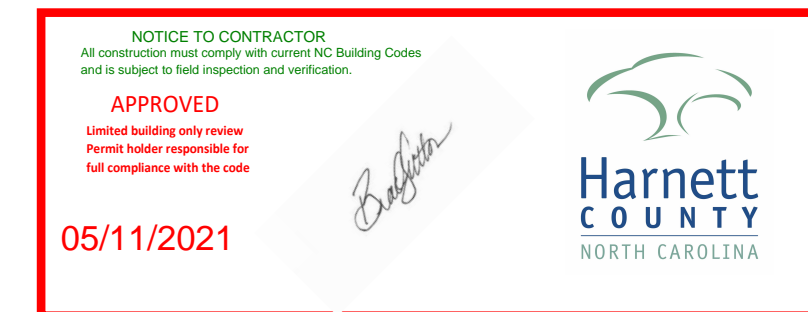 NOTICE TO CONTRACTOR
All construction must comply with current NC Building Codes
and is subject to field inspection and verification.
APPROVED
Limited building only review
Permit holder responsible for
full compliance with the code
05/11/2021
Harnett
COUNTY
NORTH CAROLINA